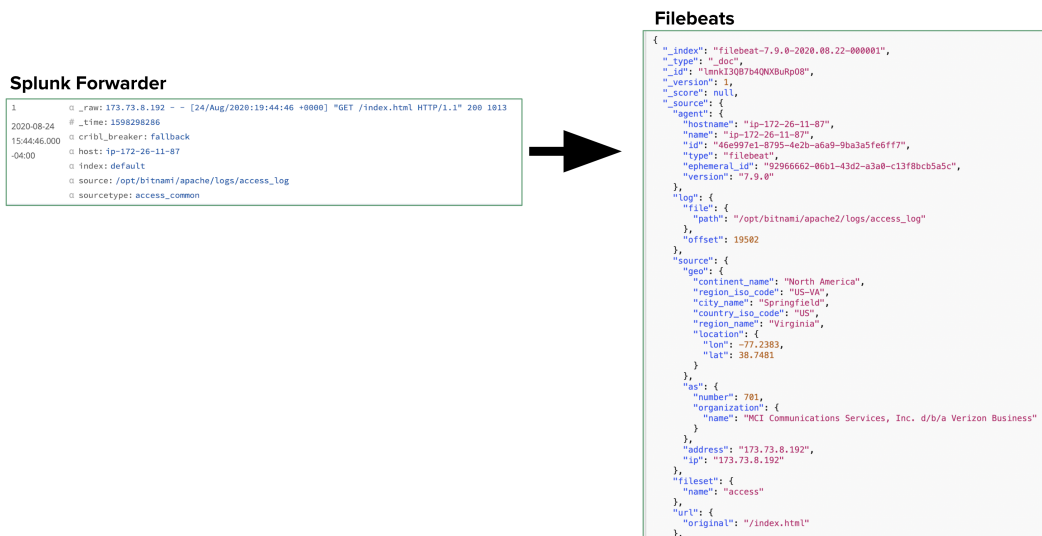 Splunk Forwarder
1
α _raw: 173.73.8.192 - - [24/Aug/2020:19:44:46 +0000] "GET /index.html HTTP/1.1" 200 1013
2020-08-24
15:44:46.000
-04:00
# _time: 1598298286
α cribl_breaker: fallback
α host: ip-172-26-11-87
α index: default
α source: /opt/bitnami/apache/logs/access_log
α sourcetype: access_common
Filebeats
{
"_index": "filebeat-7.9.0-2020.08.22-000001",
"_type": "_doc",
"_id": "lmnkI3QB7b4QNXBuRpO8",
"_version": 1,
"_score": null,
"_source": {
"agent": {
"hostname": "ip-172-26-11-87",
"name": "ip-172-26-11-87",
"id": "46e997e1-8795-4e2b-a6a9-9ba3a5fe6ff7",
"type": "filebeat",
"ephemeral_id": "92966662-06b1-43d2-a3a0-c13f8bcb5a5c",
"version": "7.9.0"
},
"log": {
"file": {
"path": "/opt/bitnami/apache2/logs/access_log"
},
"offset": 19502
},
"source": {
"geo": {
"continent_name": "North America",
"region_iso_code": "US-VA",
"city_name": "Springfield",
"country_iso_code": "US",
"region_name": "Virginia",
"location": {
"lon": -77.2383,
"lat": 38.7481
}
},
"as": {
"number": 701,
"organization": {
"name": "MCI Communications Services, Inc. d/b/a Verizon Business"
}
},
"address": "173.73.8.192",
"ip": "173.73.8.192"
},
"fileset": {
"name": "access"
},
"url": {
"original": "/index.html"
},